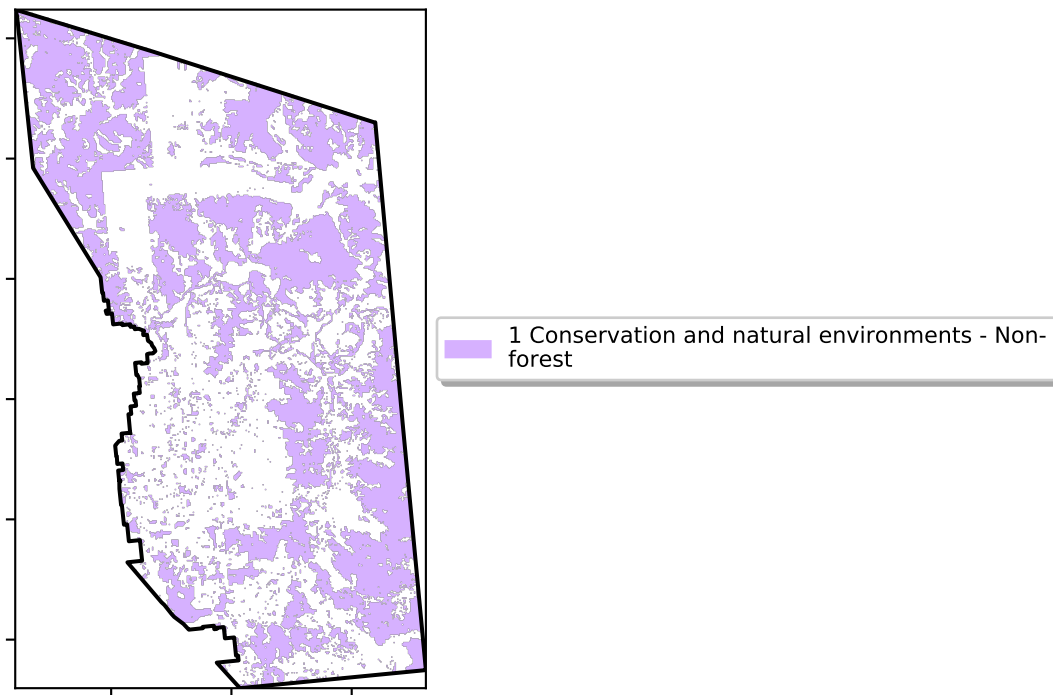 1 Conservation and natural environments - Non-
forest